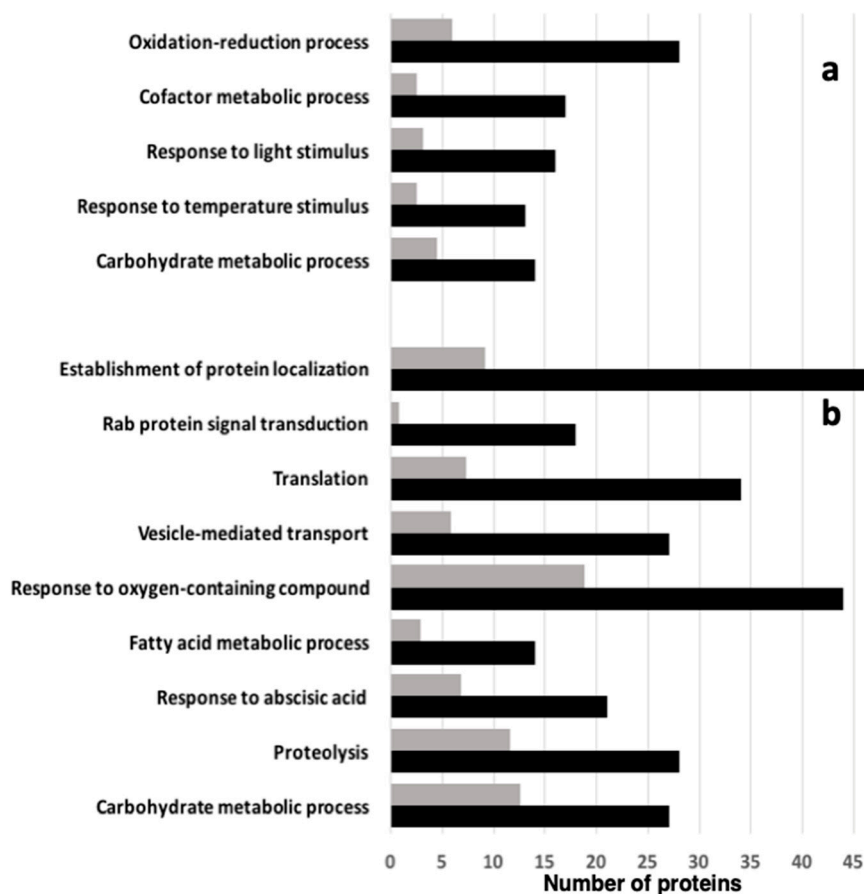 Oxidation-reduction process
a
Cofactor metabolic process
Response to light stimulus
Response to temperature stimulus
Carbohydrate metabolic process
Establishment of protein localization
b
Rab protein signal transduction
Translation
Vesicle-mediated transport
Response to oxygen-containing compound
Fatty acid metabolic process
Response to abscisic acid
Proteolysis
Carbohydrate metabolic process
0 5 10 15 20 25 30 35 40 45
Number of proteins